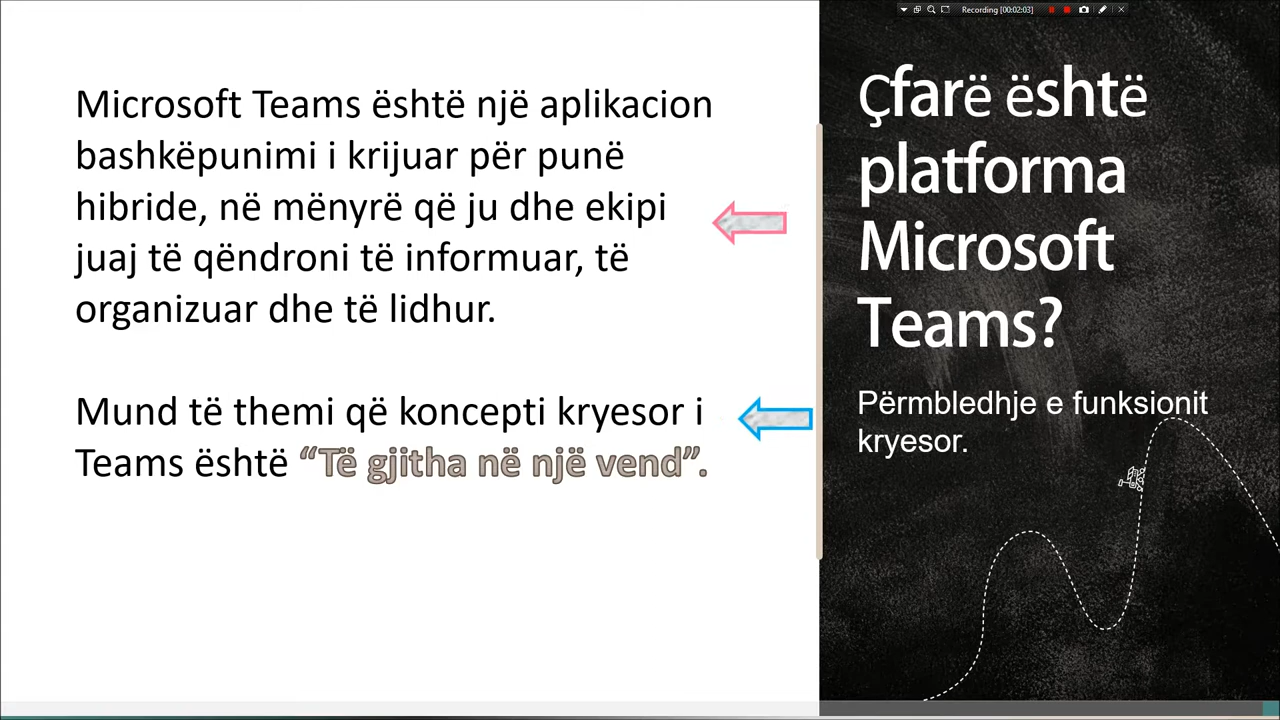 Recording [00:02:03]
Microsoft Teams është një aplikacion
bashkëpunimi i krijuar për punë
hibride, në mënyrë që ju dhe ekipi
juaj të qëndroni të informuar, të
organizuar dhe të lidhur.
Mund të themi që koncepti kryesor i
Teams është “Të gjitha në një vend”.
Çfarë është
platforma
Microsoft
Teams?
Përmbledhje e funksionit
kryesor.